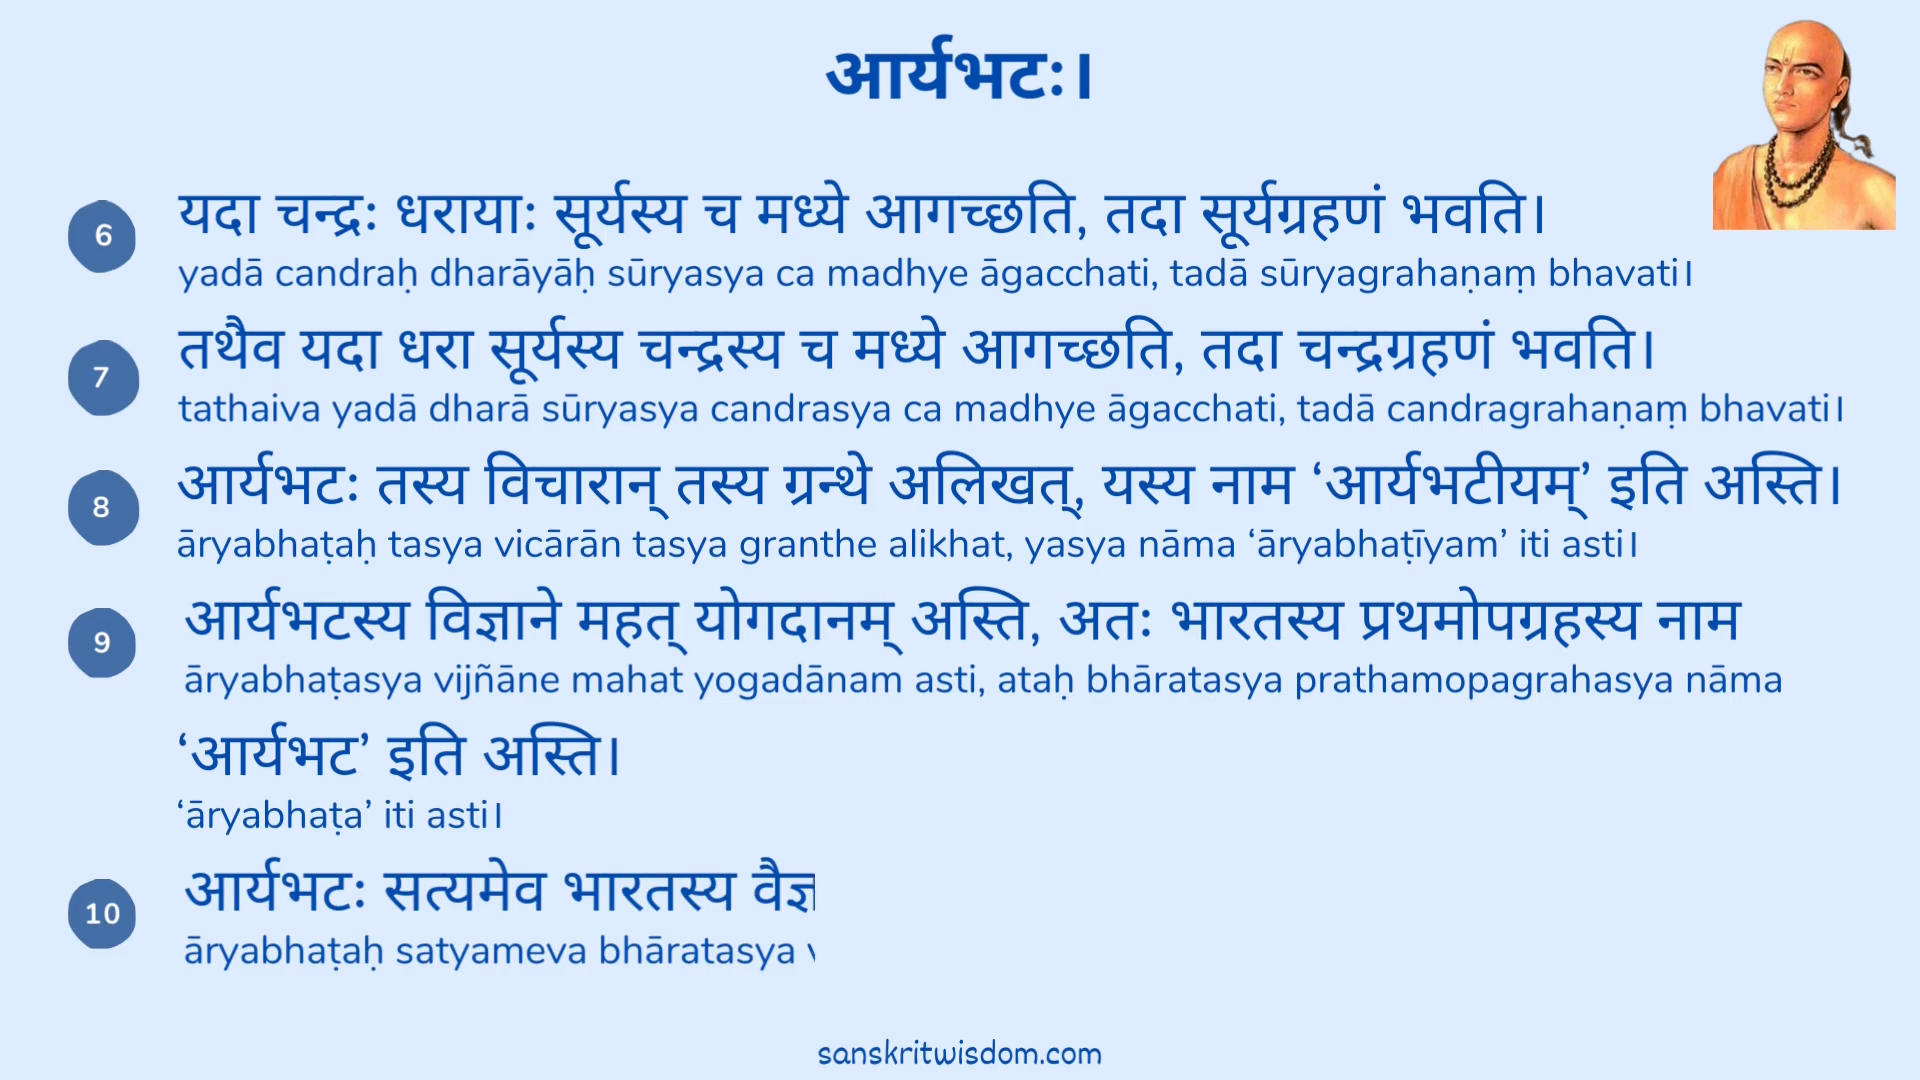 आर्यभटः।
6
यदा चन्द्रः धरायाः सूर्यस्य च मध्ये आगच्छति, तदा सूर्यग्रहणं भवति।
yadā candraḥ dharāyāḥ sūryasya ca madhye āgacchati, tadā sūryagrahaṇaṃ bhavati।
7
तथैव यदा धरा सूर्यस्य चन्द्रस्य च मध्ये आगच्छति, तदा चन्द्रग्रहणं भवति।
tathaiva yadā dharā sūryasya candrasya ca madhye āgacchati, tadā candragrahaṇaṃ bhavati।
8
आर्यभटः तस्य विचारान् तस्य ग्रन्थे अलिखत्, यस्य नाम ‘आर्यभटीयम्’ इति अस्ति।
āryabhaṭaḥ tasya vicārān tasya granthe alikhat, yasya nāma ‘āryabhaṭīyam’ iti asti।
9
आर्यभटस्य विज्ञाने महत् योगदानम् अस्ति, अतः भारतस्य प्रथमोपग्रहस्य नाम
āryabhaṭasya vijñāne mahat yogadānam asti, ataḥ bhāratasya prathamopagrahasya nāma
‘आर्यभट’ इति अस्ति।
‘āryabhaṭa’ iti asti।
10
आर्यभटः सत्यमेव भारतस्य
āryabhaṭaḥ satyameva bhāratasya
sanskritwisdom.com